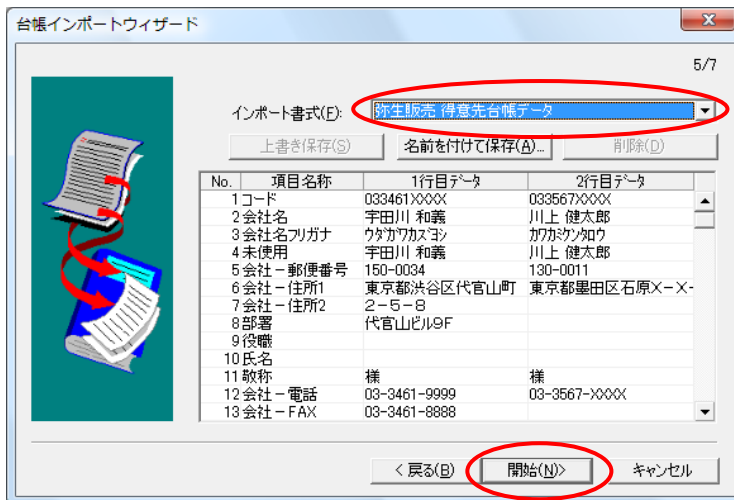 台帳インポートウィザード
5/7
インポート書式(F): 弥生販売 得意先台帳データ
上書き保存(S) 名前を付けて保存(A)... 削除(D)
No. 項目名称 1行目データ 2行目データ
1 コード 033461XXXX 033567XXXX
2 会社名 宇田川 和義 川上 健太郎
3 会社名フリガナ ウダガワカズヨシ カワカミケンタロウ
4 未使用 宇田川 和義 川上 健太郎
5 会社-郵便番号 150-0034 130-0011
6 会社-住所1 東京都渋谷区代官山町 東京都墨田区石原X-X-
7 会社-住所2 2-5-8
8 部署 代官山ビル9F
9 役職
10 氏名
11 敬称 様 様
12 会社-電話 03-3461-9999 03-3567-XXXX
13 会社-FAX 03-3461-8888
<戻る(B) 開始(N)> キャンセル